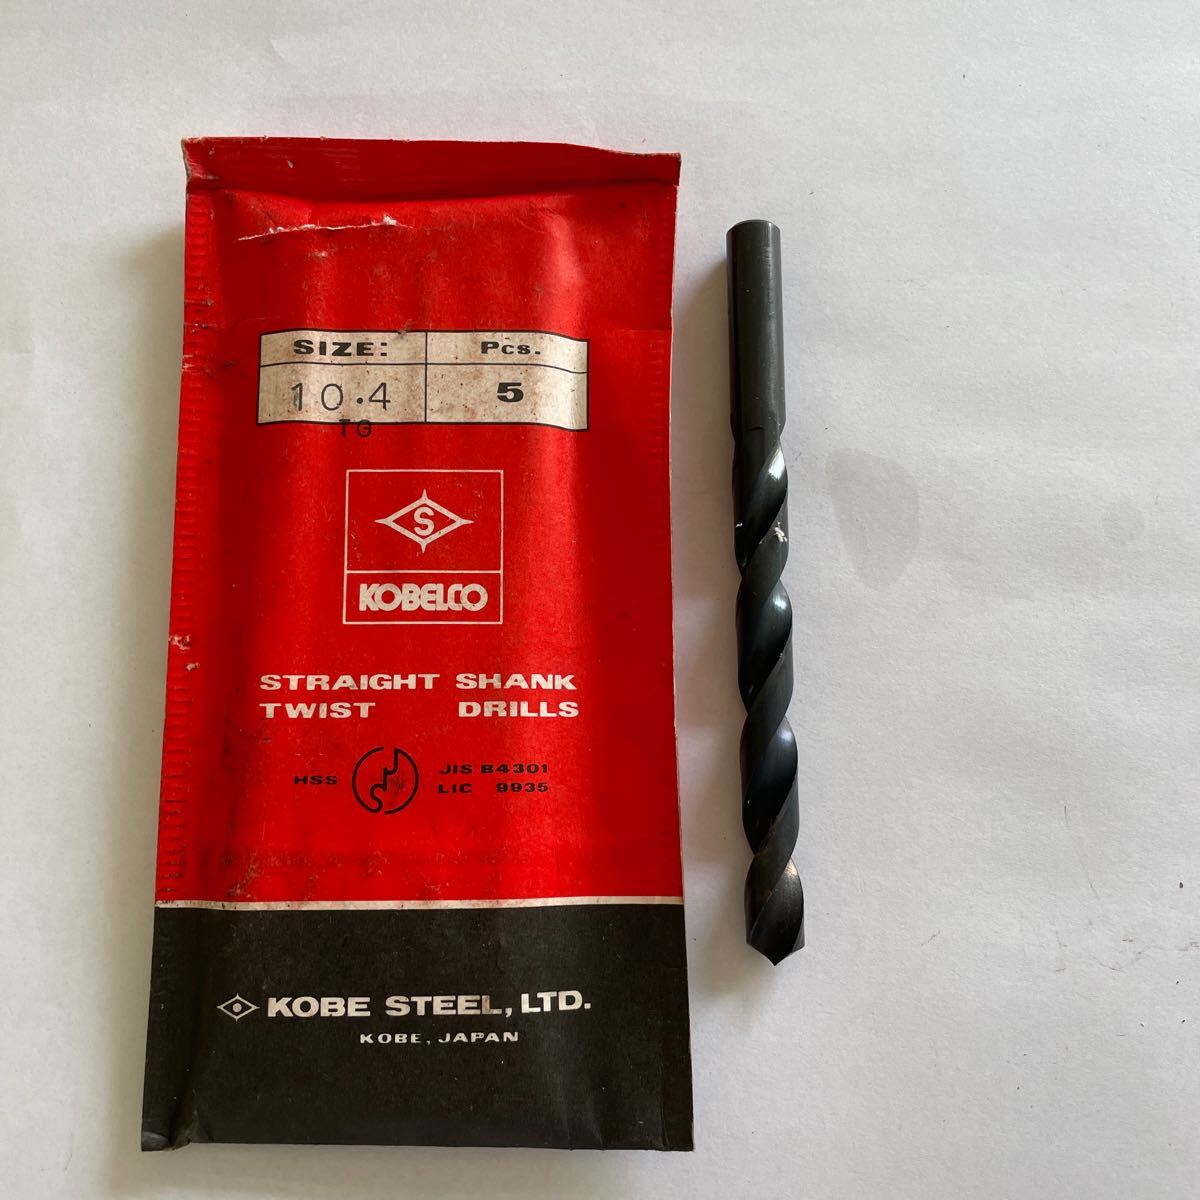 SIZE: Pcs.
10.4 5
TG
S
KOBELCO
STRAIGHT SHANK
TWIST DRILLS
HSS JIS B4301
LIC 9935
KOBE STEEL, LTD.
KOBE, JAPAN